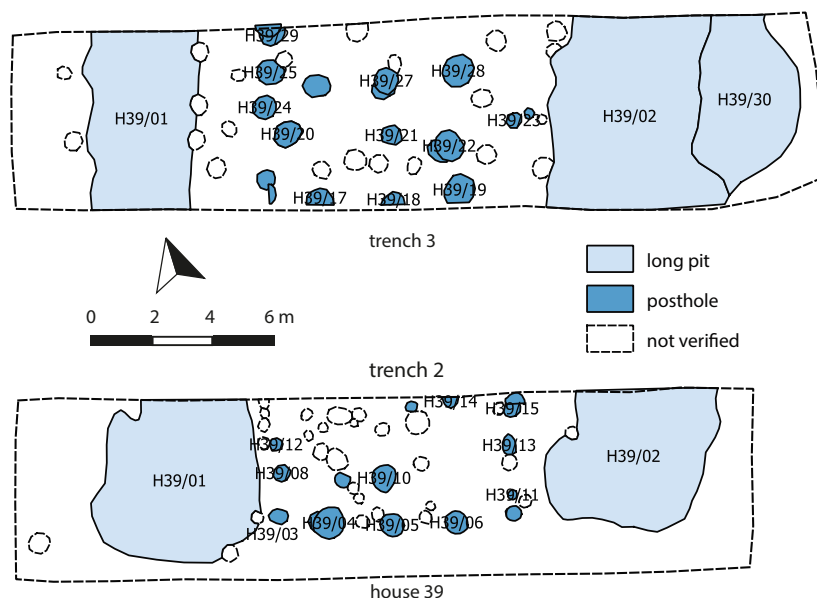 H39/29
H39/25
H39/27
H39/28
H39/24
H39/01
H39/02
H39/30
H39/20
H39/21
H39/23
H39/22
H39/17
H39/18
H39/19
trench 3
long pit
posthole
not verified
0 2 4 6 m
trench 2
H39/14
H39/15
H39/12
H39/13
H39/08
H39/10
H39/01
H39/02
H39/11
H39/03
H39/04
H39/05
H39/06
house 39